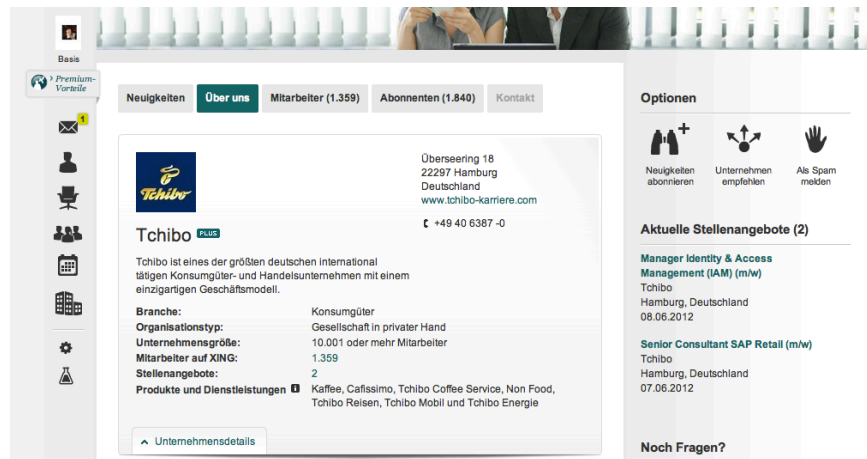 Basis
Premium-
Vorteile
1
Neuigkeiten
Über uns
Mitarbeiter (1.359)
Abonnenten (1.840)
Kontakt
Tchibo
Überseering 18
22297 Hamburg
Deutschland
www.tchibo-karriere.com
+49 40 6387 -0
Tchibo PLUS
Tchibo ist eines der größten deutschen international
tätigen Konsumgüter- und Handelsunternehmen mit einem
einzigartigen Geschäftsmodell.
Branche: Konsumgüter
Organisationstyp: Gesellschaft in privater Hand
Unternehmensgröße: 10.001 oder mehr Mitarbeiter
Mitarbeiter auf XING: 1.359
Stellenangebote: 2
Produkte und Dienstleistungen i Kaffee, Cafissimo, Tchibo Coffee Service, Non Food,
Tchibo Reisen, Tchibo Mobil und Tchibo Energie
Unternehmensdetails
Optionen
Neuigkeiten
abonnieren
Unternehmen
empfehlen
Als Spam
melden
Aktuelle Stellenangebote (2)
Manager Identity & Access
Management (IAM) (m/w)
Tchibo
Hamburg, Deutschland
08.06.2012
Senior Consultant SAP Retail (m/w)
Tchibo
Hamburg, Deutschland
07.06.2012
Noch Fragen?